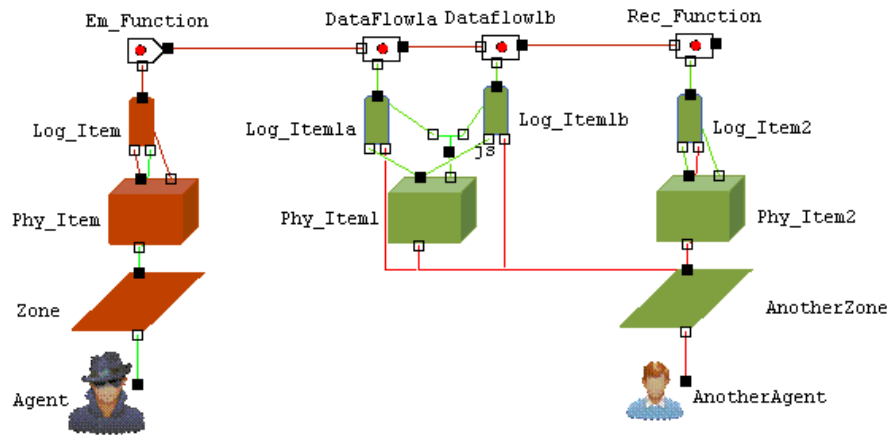 Em_Function
DataFlow1a
Dataflow1b
Rec_Function
Log_Item
Log_Item1a
Log_Item1b
Log_Item2
js
Phy_Item
Phy_Item1
Phy_Item2
Zone
AnotherZone
Agent
AnotherAgent